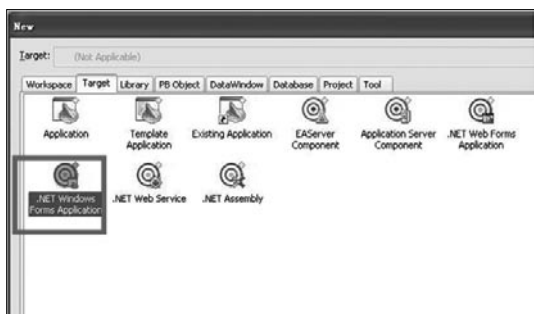 New
Target: (Not Applicable)
Workspace Target Library PB Object DataWindow Database Project Tool
Application Template Application Existing Application EAServer Component Application Server Component .NET Web Forms Application
.NET Windows Forms Application .NET Web Service .NET Assembly